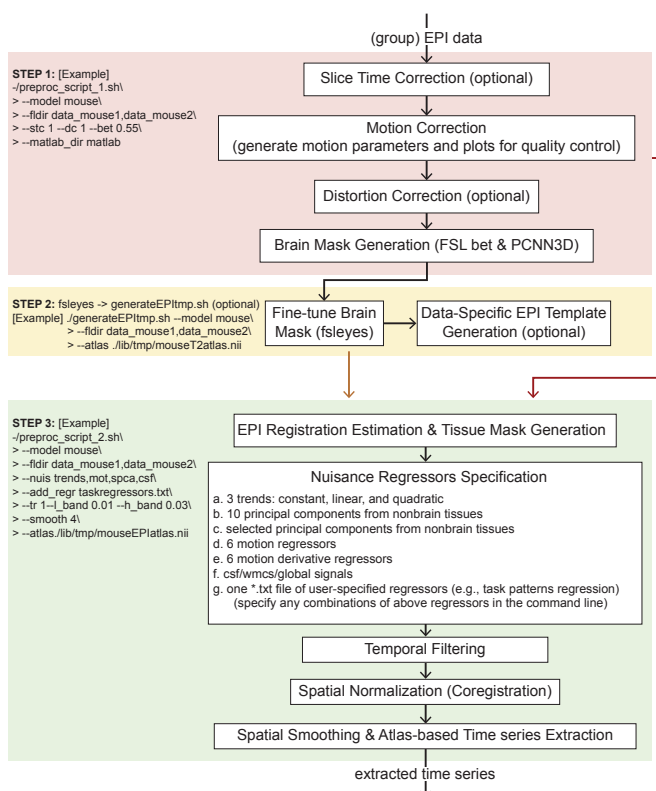 (group) EPI data
STEP 1: [Example]
-/preproc_script_1.sh\
> --model mouse\
> --fldir data_mouse1,data_mouse2\
> --stc 1 --dc 1 --bet 0.55\
> --matlab_dir matlab
Slice Time Correction (optional)
Motion Correction
(generate motion parameters and plots for quality control)
Distortion Correction (optional)
Brain Mask Generation (FSL bet & PCNN3D)
STEP 2: fsleyes -> generateEPItmp.sh (optional)
[Example] ./generateEPItmp.sh --model mouse\
> --fldir data_mouse1,data_mouse2\
> --atlas ./lib/tmp/mouseT2atlas.nii
Fine-tune Brain
Mask (fsleyes)
Data-Specific EPI Template
Generation (optional)
STEP 3: [Example]
-/preproc_script_2.sh\
> --model mouse\
> --fldir data_mouse1,data_mouse2\
> --nuis trends,mot,spca,csf\
> --add_regr taskregressors.txt\
> --tr 1--l_band 0.01 --h_band 0.03\
> --smooth 4\
> --atlas./lib/tmp/mouseEPIatlas.nii
EPI Registration Estimation & Tissue Mask Generation
Nuisance Regressors Specification
a. 3 trends: constant, linear, and quadratic
b. 10 principal components from nonbrain tissues
c. selected principal components from nonbrain tissues
d. 6 motion regressors
e. 6 motion derivative regressors
f. csf/wmcs/global signals
g. one *.txt file of user-specified regressors (e.g., task patterns regression)
(specify any combinations of above regressors in the command line)
Temporal Filtering
Spatial Normalization (Coregistration)
Spatial Smoothing & Atlas-based Time series Extraction
extracted time series